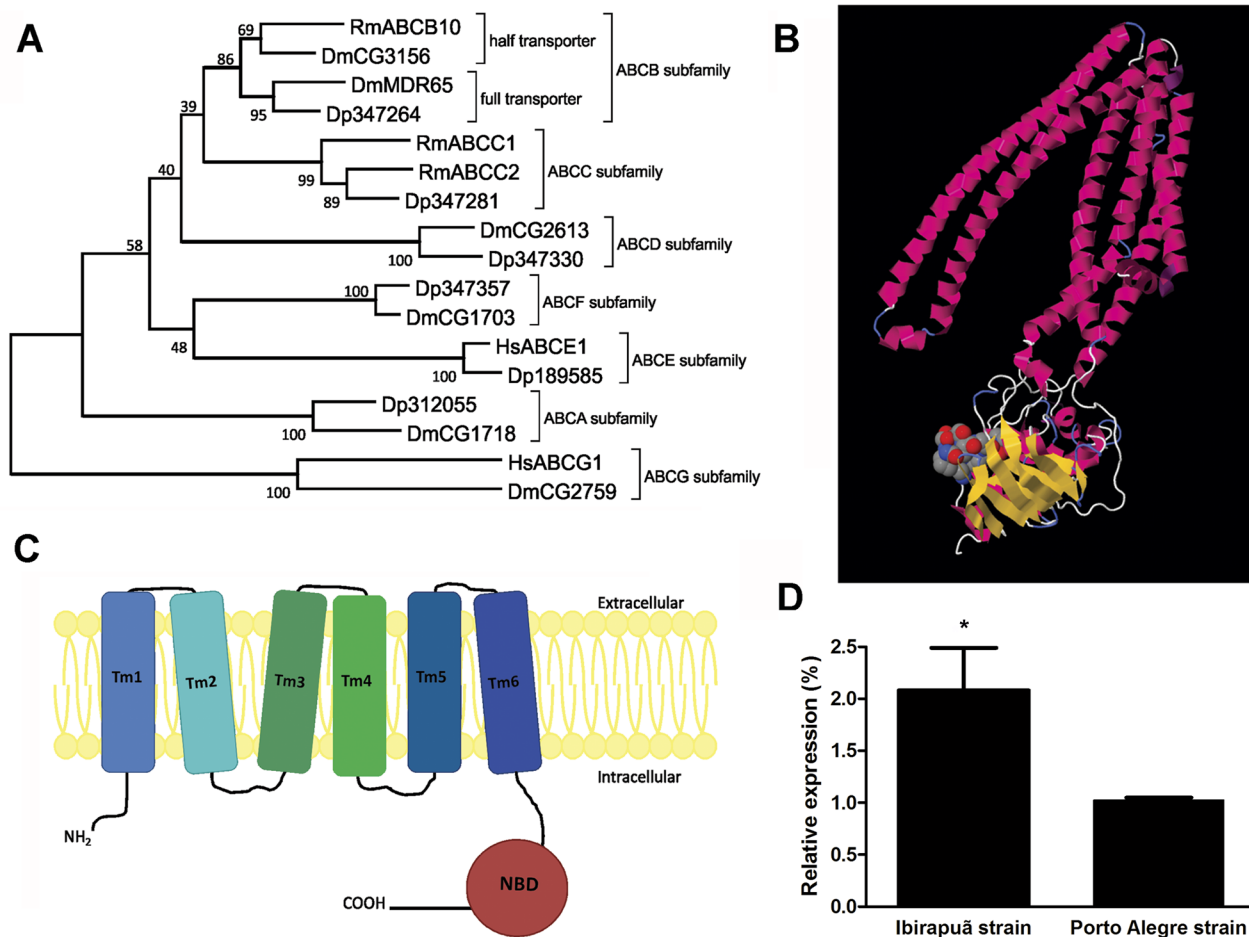 A
RmABCB10
DmCG3156
DmMDR65
Dp347264
RmABCC1
RmABCC2
Dp347281
DmCG2613
Dp347330
Dp347357
DmCG1703
HsABCE1
Dp189585
Dp312055
DmCG1718
HsABCG1
DmCG2759
half transporter
full transporter
ABCB subfamily
ABCC subfamily
ABCD subfamily
ABCF subfamily
ABCE subfamily
ABCA subfamily
ABCG subfamily
69
86
95
39
99
89
40
100
58
100
48
100
100
100
B
C
Extracellular
Tm1
Tm2
Tm3
Tm4
Tm5
Tm6
Intracellular
NH2
NBD
COOH
D
*
Relative expression (%)
2.5
2.0
1.5
1.0
0.5
0.0
Ibirapuã strain
Porto Alegre strain